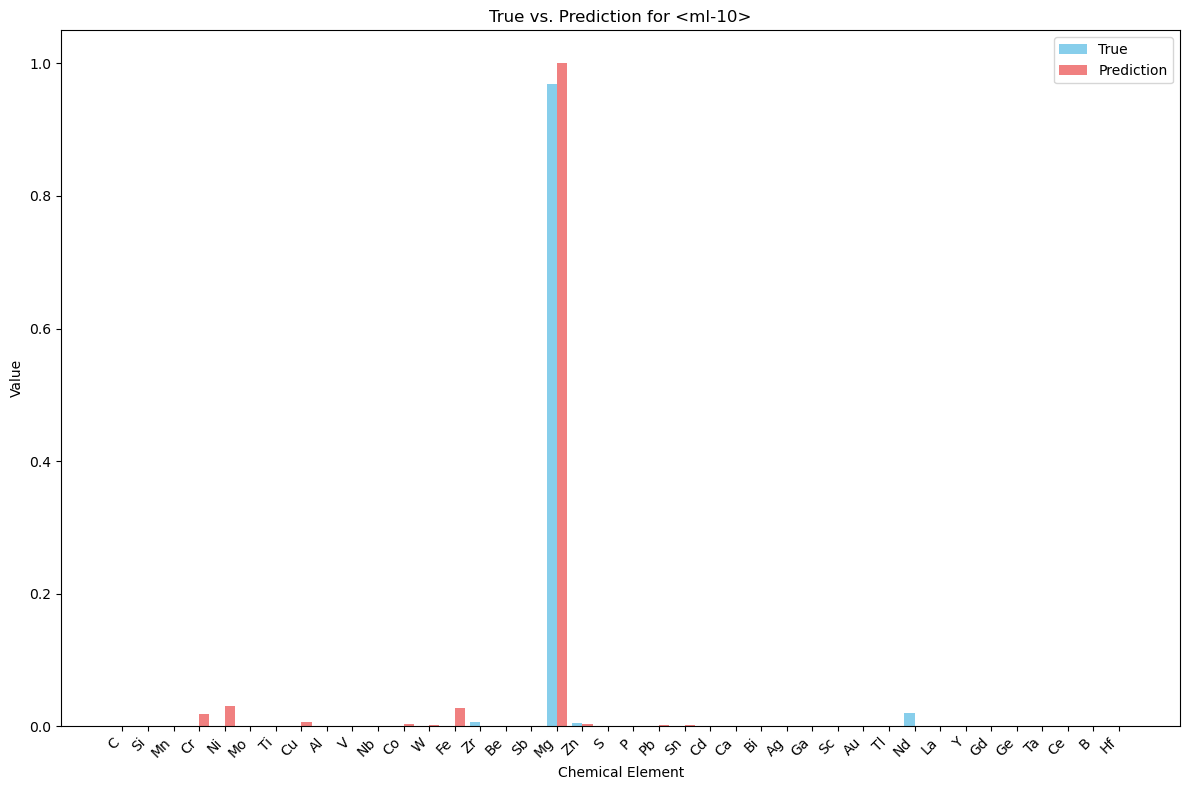 True vs. Prediction for <ml-10>
True
Prediction
1.0
0.8
0.6
0.4
0.2
0.0
Value
C Si Mn Cr Ni Mo Ti Cu Al V Nb Co W Fe Zr Be Sb Mg Zn S P Pb Sn Cd Ca Bi Ag Ga Sc Au Tl Nd La Y Gd Ge Ta Ce B Hf
Chemical Element